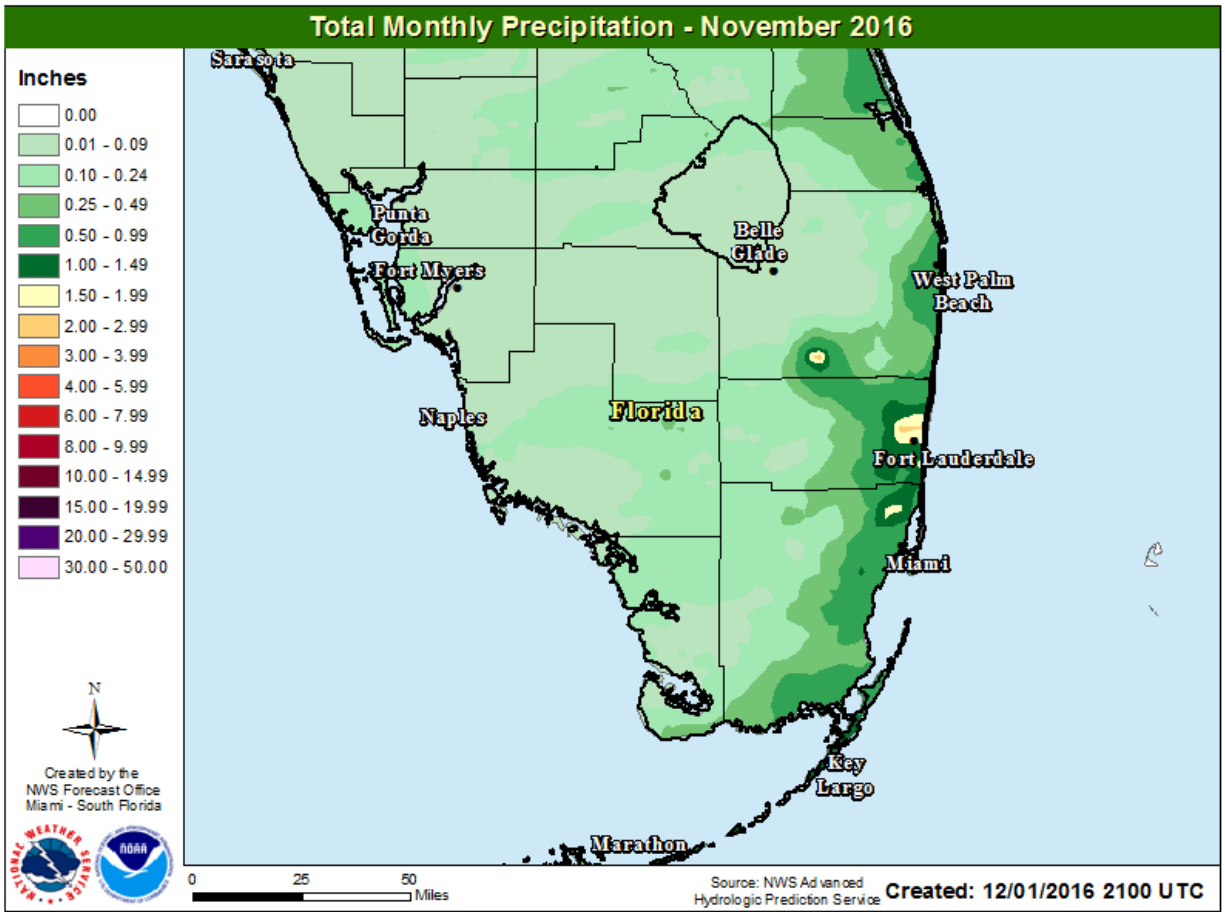 Total Monthly Precipitation - November 2016
Inches
0.00
0.01 - 0.09
0.10 - 0.24
0.25 - 0.49
0.50 - 0.99
1.00 - 1.49
1.50 - 1.99
2.00 - 2.99
3.00 - 3.99
4.00 - 5.99
6.00 - 7.99
8.00 - 9.99
10.00 - 14.99
15.00 - 19.99
20.00 - 29.99
30.00 - 50.00
Sarasota
Punta
Gorda
Fort Myers
Belle
Glade
West Palm
Beach
Naples
Florida
Fort Lauderdale
Miami
Key
Largo
Marathon
N
Created by the
NWS Forecast Office
Miami - South Florida
NATIONAL WEATHER SERVICE
NOAA
0 25 50
Miles
Source: NWS Advanced
Hydrologic Prediction Service
Created: 12/01/2016 2100 UTC